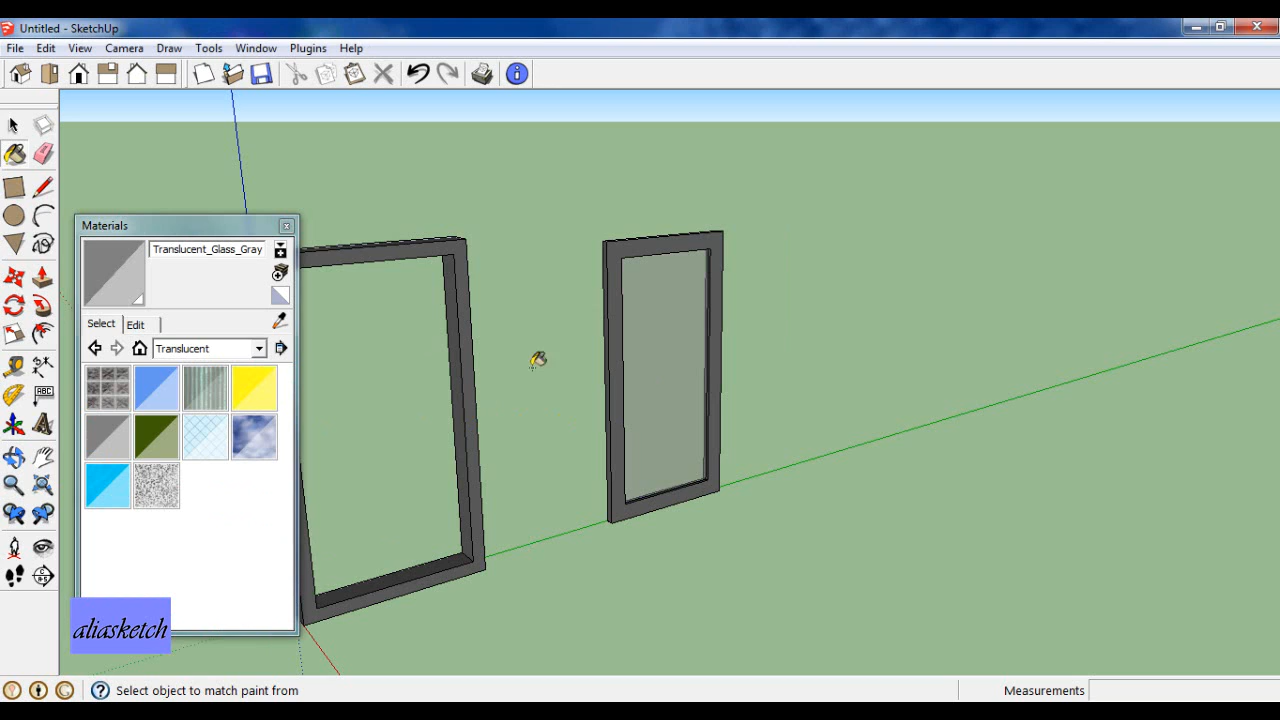 Untitled - SketchUp
File Edit View Camera Draw Tools Window Plugins Help
Materials
Translucent_Glass_Gray
Select Edit
Translucent
ABC
aliasketch
Select object to match paint from
Measurements